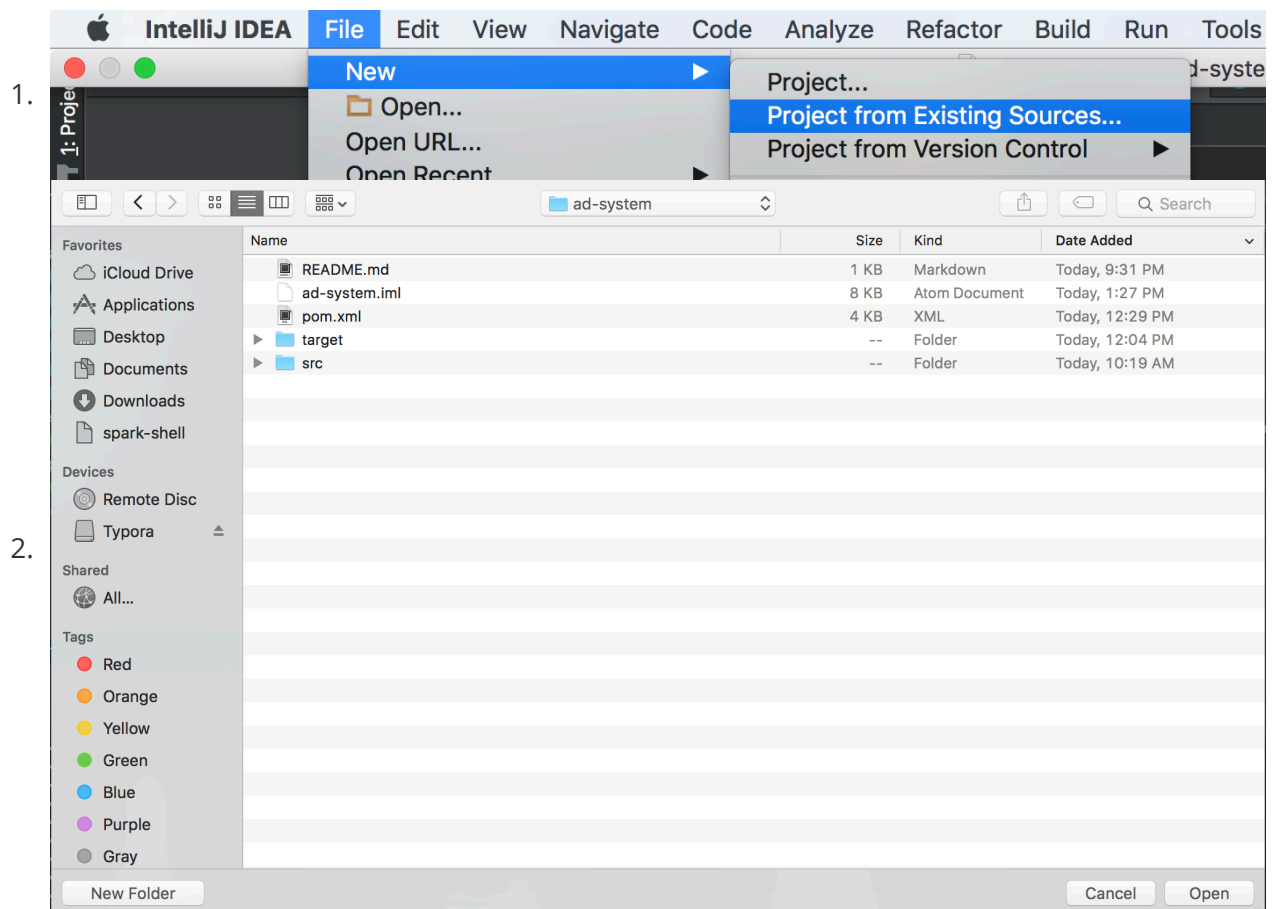 IntelliJ IDEA File Edit View Navigate Code Analyze Refactor Build Run Tools
1.
1: Proje
New
Open...
Open URL...
Open Recent
Project...
Project from Existing Sources...
Project from Version Control
d-syste
2.
ad-system
Search
Favorites
iCloud Drive
Applications
Desktop
Documents
Downloads
spark-shell
Devices
Remote Disc
Typora
Shared
All...
Tags
Red
Orange
Yellow
Green
Blue
Purple
Gray
Name Size Kind Date Added
README.md 1 KB Markdown Today, 9:31 PM
ad-system.iml 8 KB Atom Document Today, 1:27 PM
pom.xml 4 KB XML Today, 12:29 PM
target -- Folder Today, 12:04 PM
src -- Folder Today, 10:19 AM
New Folder Cancel Open